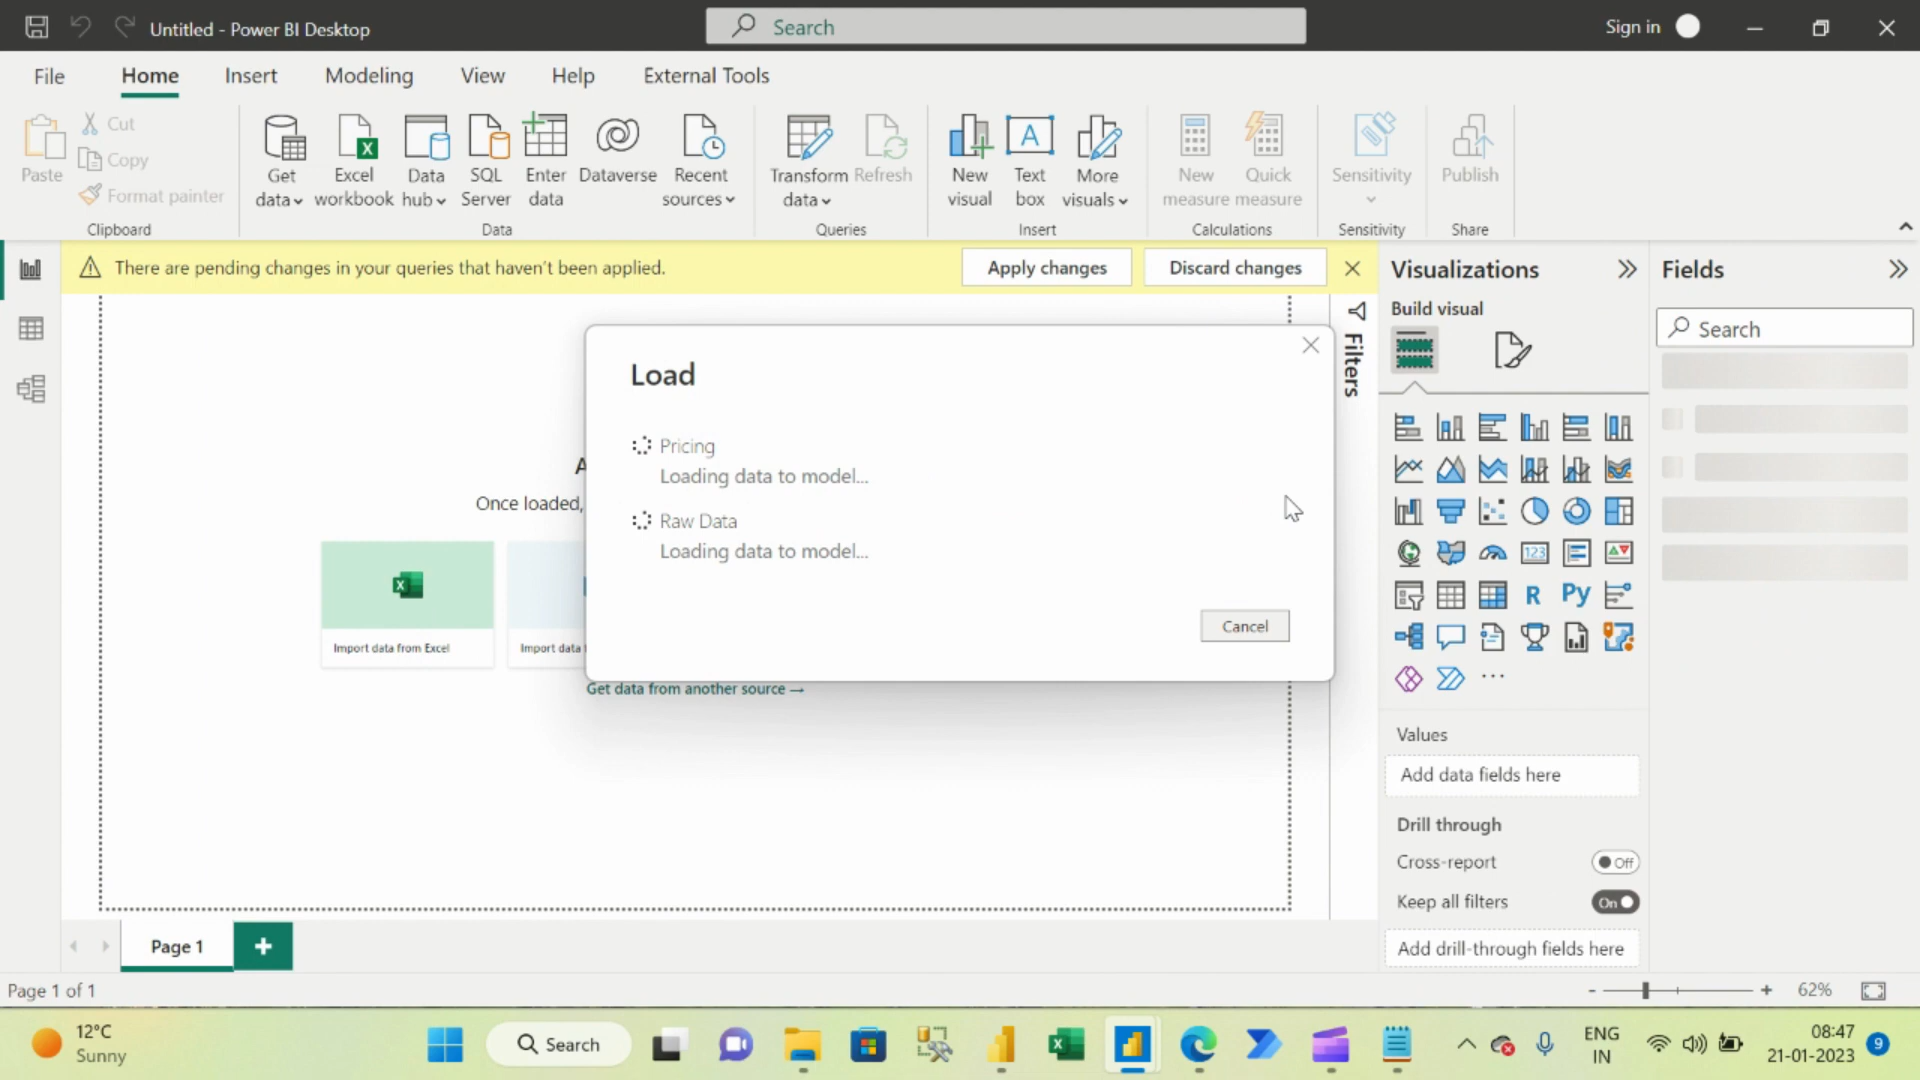 Untitled - Power BI Desktop
Search
Sign in
File
Home
Insert
Modeling
View
Help
External Tools
Paste
Cut
Copy
Format painter
Clipboard
Get data
Excel workbook
Data hub
SQL Server
Enter data
Dataverse
Recent sources
Data
Transform data
Refresh
Queries
New visual
Text box
More visuals
Insert
New measure
Quick measure
Calculations
Sensitivity
Sensitivity
Publish
Share
There are pending changes in your queries that haven't been applied.
Apply changes
Discard changes
Visualizations
Fields
Build visual
Search
Filters
Load
Pricing
Loading data to model...
Raw Data
Loading data to model...
Cancel
A
Once loaded,
Import data from Excel
Import data
Get data from another source →
123
R
Py
Values
Add data fields here
Drill through
Cross-report
Off
Keep all filters
On
Add drill-through fields here
Page 1
Page 1 of 1
62%
12°C
Sunny
Search
ENG
IN
08:47
21-01-2023
9